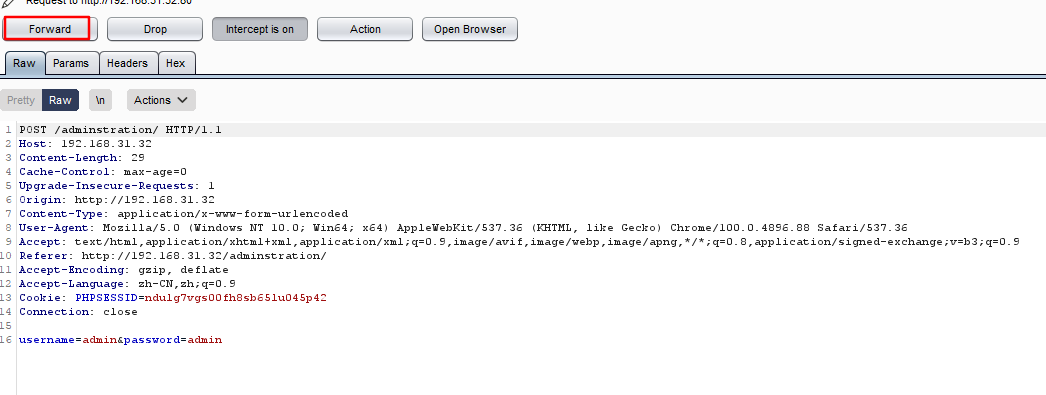 Request to http://192.168.31.32:80
Forward Drop Intercept is on Action Open Browser
Raw Params Headers Hex
Pretty Raw \n Actions
1 POST /adminstration/ HTTP/1.1
2 Host: 192.168.31.32
3 Content-Length: 29
4 Cache-Control: max-age=0
5 Upgrade-Insecure-Requests: 1
6 Origin: http://192.168.31.32
7 Content-Type: application/x-www-form-urlencoded
8 User-Agent: Mozilla/5.0 (Windows NT 10.0; Win64; x64) AppleWebKit/537.36 (KHTML, like Gecko) Chrome/100.0.4896.88 Safari/537.36
9 Accept: text/html,application/xhtml+xml,application/xml;q=0.9,image/avif,image/webp,image/apng,*/*;q=0.8,application/signed-exchange;v=b3;q=0.9
10 Referer: http://192.168.31.32/adminstration/
11 Accept-Encoding: gzip, deflate
12 Accept-Language: zh-CN,zh;q=0.9
13 Cookie: PHPSESSID=ndulg7vgs00fh8sb651u045p42
14 Connection: close
15
16 username=admin&password=admin